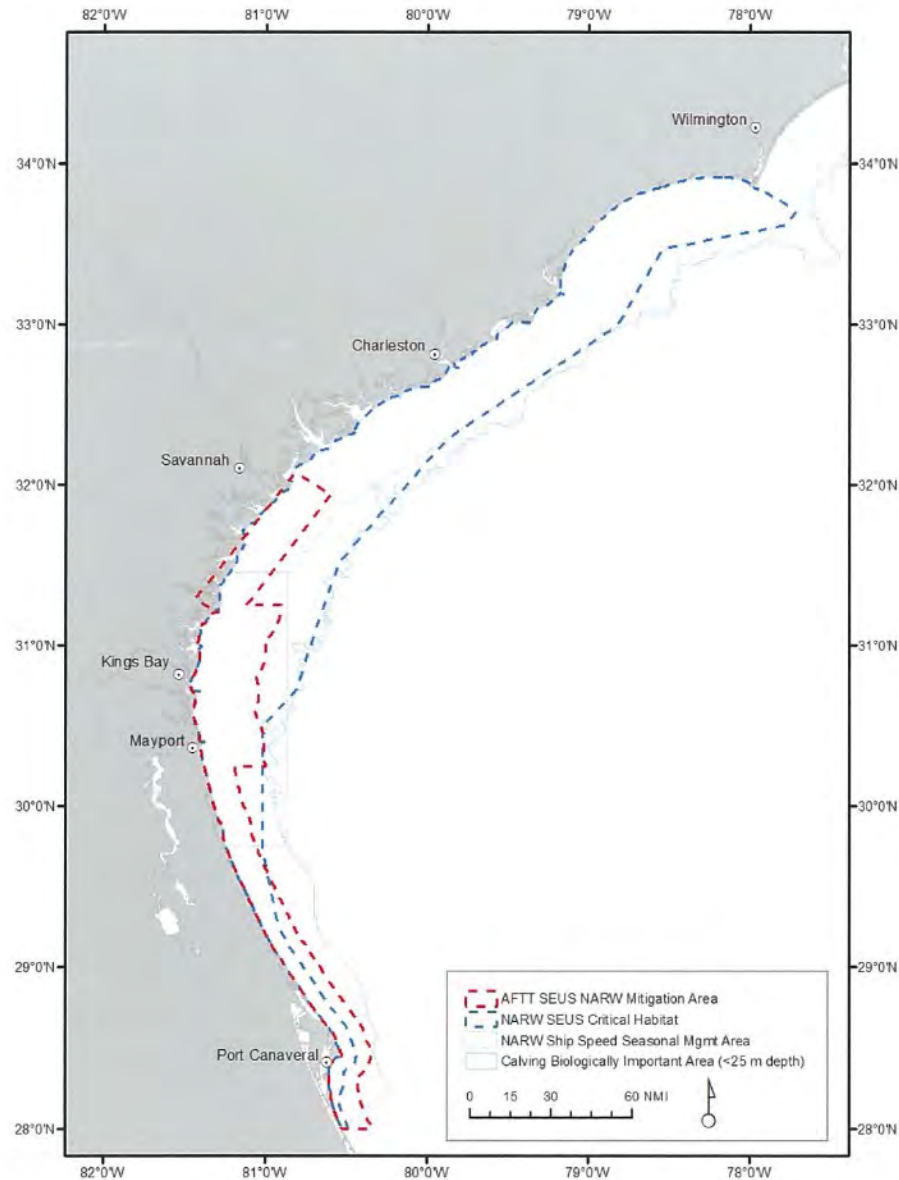 82°0'W 81°0'W 80°0'W 79°0'W 78°0'W
Wilmington
34°0'N 34°0'N
33°0'N 33°0'N
Charleston
Savannah
32°0'N 32°0'N
31°0'N 31°0'N
Kings Bay
Mayport
30°0'N 30°0'N
29°0'N 29°0'N
AFTT SEUS NARW Mitigation Area
NARW SEUS Critical Habitat
NARW Ship Speed Seasonal Mgmt Area
Port Canaveral
Calving Biologically Important Area (<25 m depth)
0 15 30 60 NMI
28°0'N 28°0'N
82°0'W 81°0'W 80°0'W 79°0'W 78°0'W